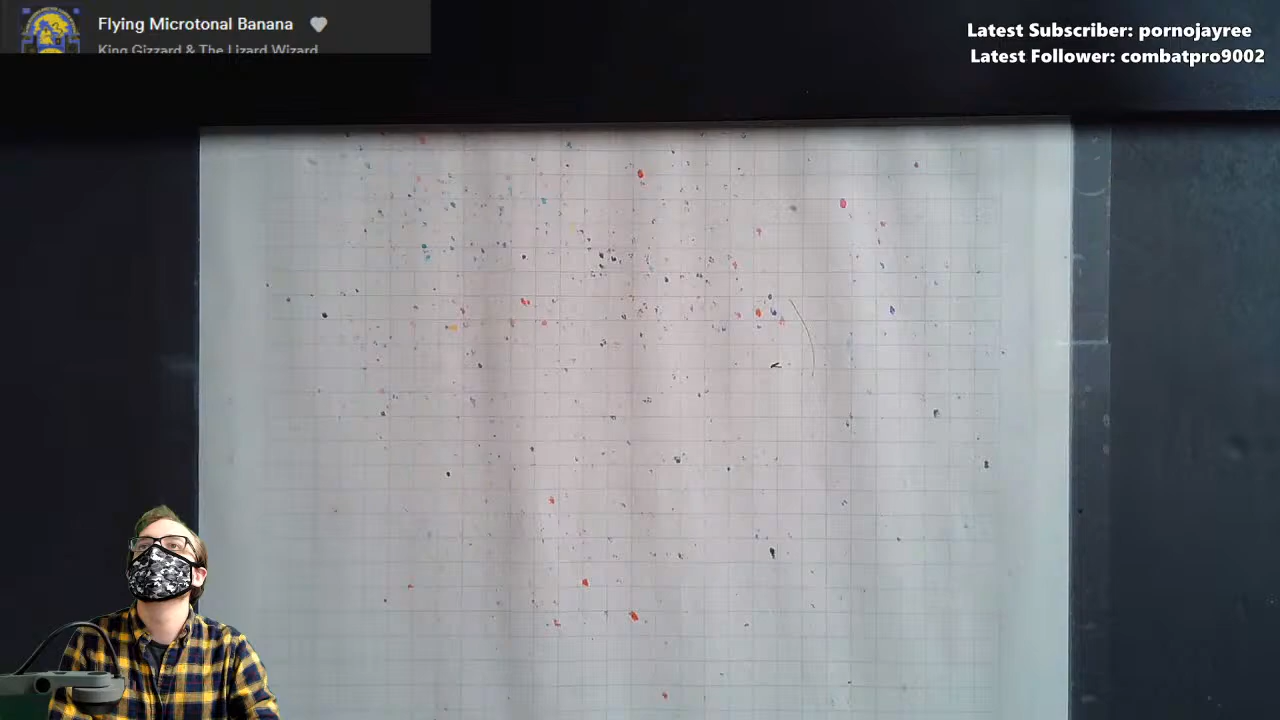 Flying Microtonal Banana
King Gizzard & The Lizard Wizard
Latest Subscriber: pornojayree
Latest Follower: combatpro9002